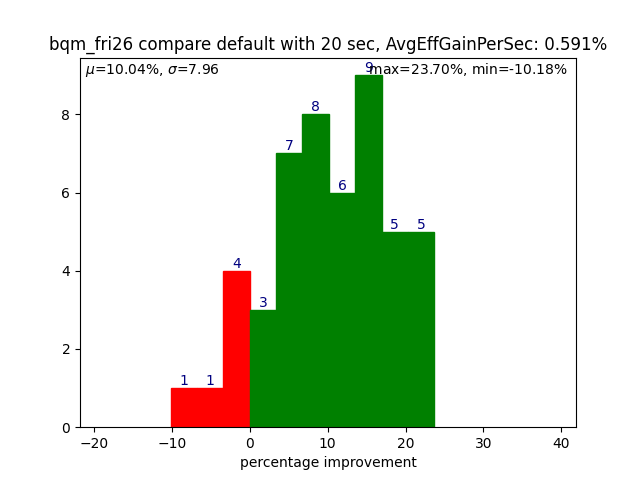 bqm_fri26 compare default with 20 sec, AvgEffGainPerSec: 0.591%
μ=10.04%, σ=7.96
max=23.70%, min=-10.18%
9
8
8
7
6
6
5 5
4
4
3
2
1 1
0
−20 −10 0 10 20 30 40
percentage improvement